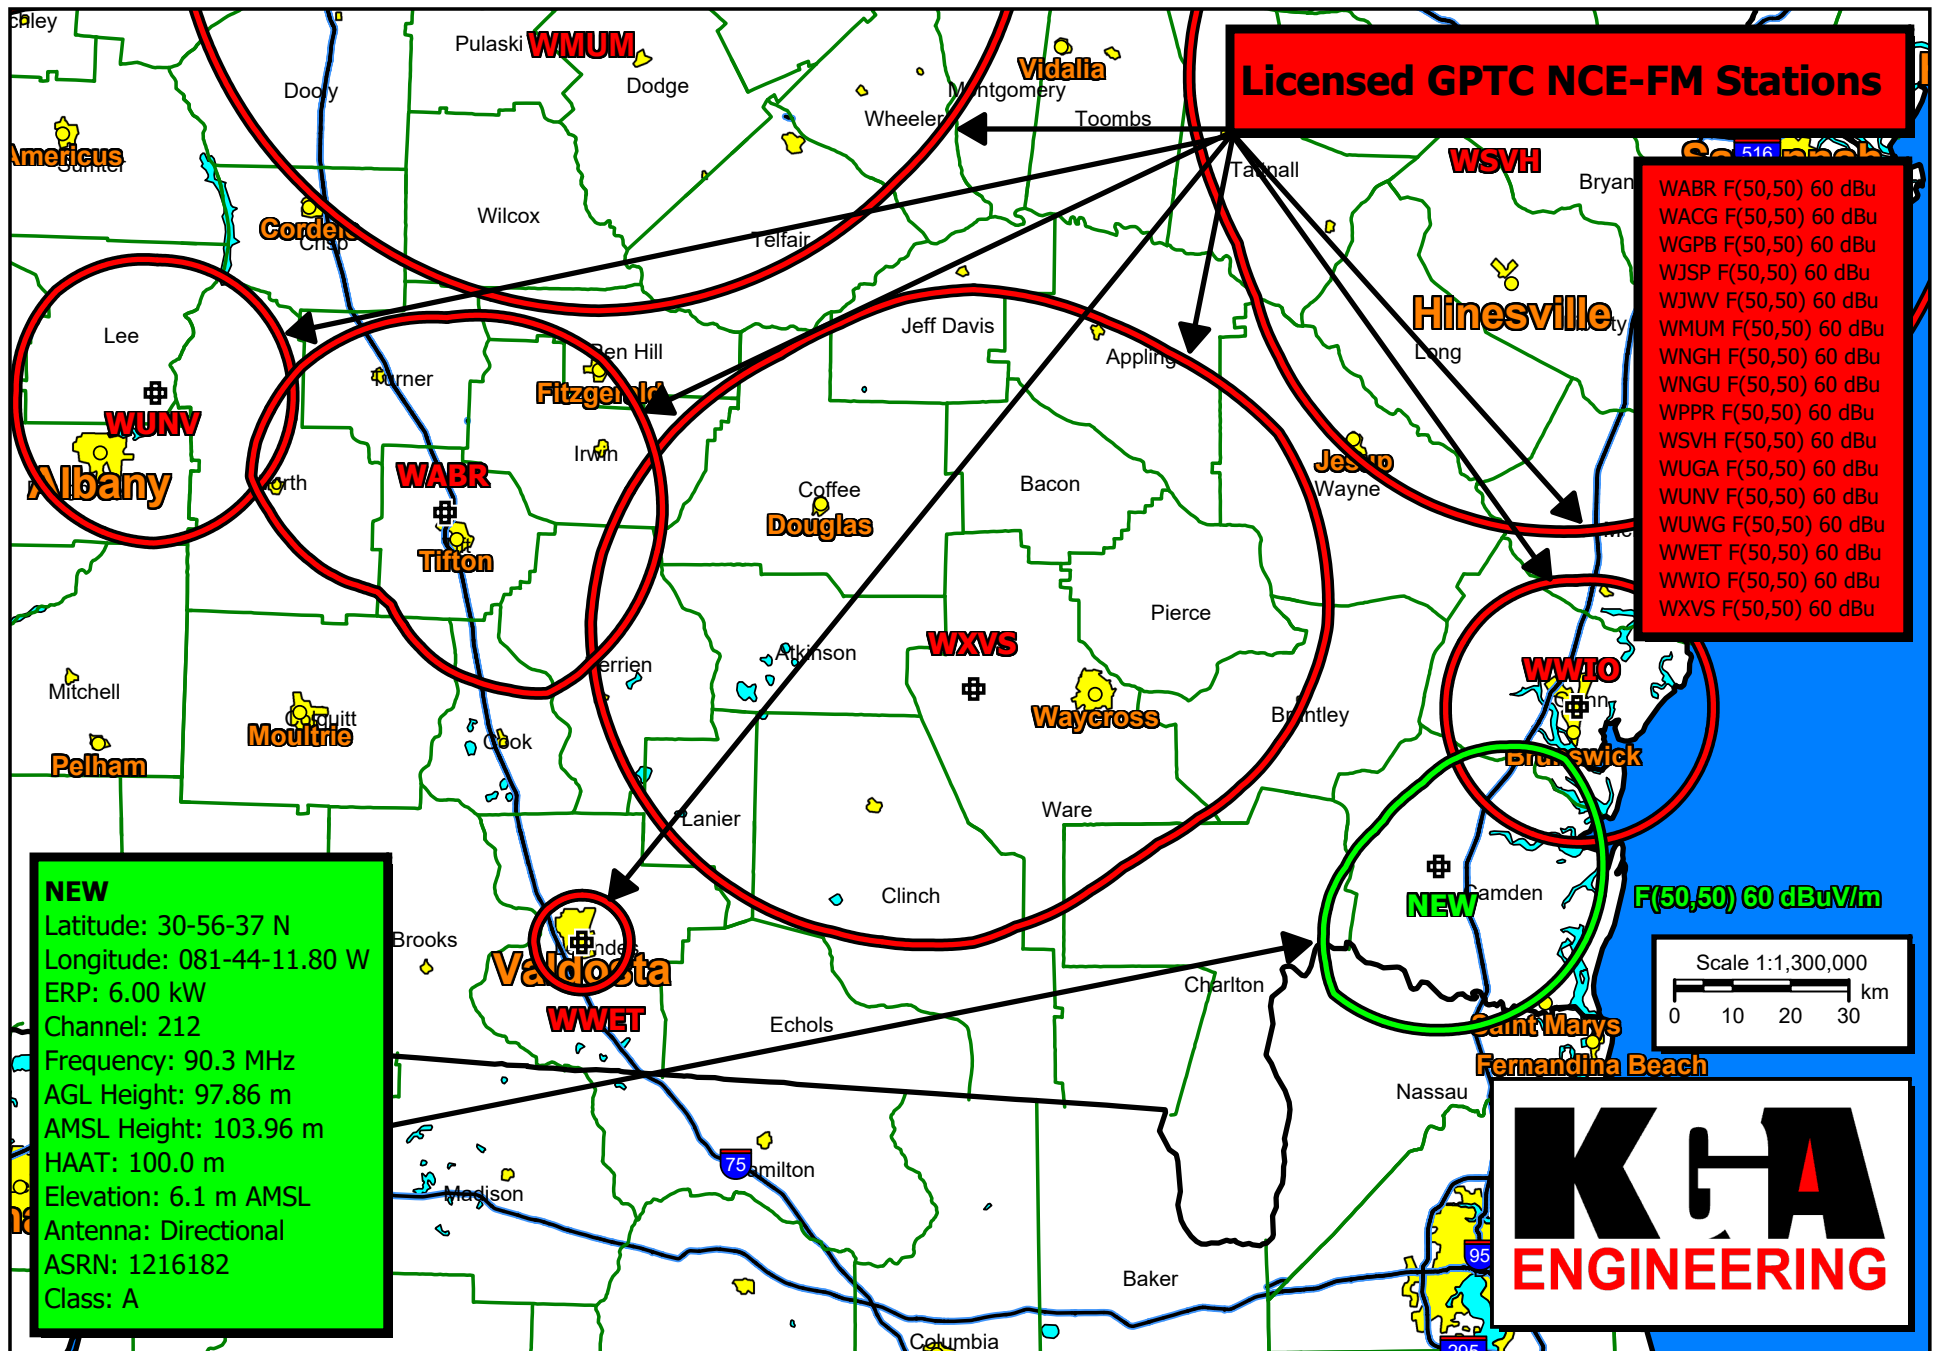 Licensed GPTC NCE-FM Stations
WABR F(50,50) 60 dBu
WACG F(50,50) 60 dBu
WGPB F(50,50) 60 dBu
WJSP F(50,50) 60 dBu
WJWV F(50,50) 60 dBu
WMUM F(50,50) 60 dBu
WNGH F(50,50) 60 dBu
WNGU F(50,50) 60 dBu
WPPR F(50,50) 60 dBu
WSVH F(50,50) 60 dBu
WUGA F(50,50) 60 dBu
WUNV F(50,50) 60 dBu
WUWG F(50,50) 60 dBu
WWET F(50,50) 60 dBu
WWIO F(50,50) 60 dBu
WXVS F(50,50) 60 dBu
Pulaski
WMUM
Dodge
Vidalia
Dooly
Montgomery
Wheeler
Toombs
Americus
Sumter
WSVH
516
Tattnall
Bryan
Wilcox
Cordele
Crisp
Telfair
Hinesville
Long
Lee
Jeff Davis
Ben Hill
Appling
Turner
Fitzgerald
WUNV
Irwin
Jesup
Wayne
Albany
WABR
Coffee
Bacon
Douglas
Tifton
Pierce
WXVS
Atkinson
WWIO
Mitchell
Colquitt
Moultrie
Waycross
Brantley
Pelham
Cook
Brunswick
Lanier
Ware
Clinch
NEW
Camden
F(50,50) 60 dBuV/m
Brooks
Valdosta
WWET
Echols
Charlton
Scale 1:1,300,000
km
0 10 20 30
Saint Marys
Fernandina Beach
Nassau
NEW
Latitude: 30-56-37 N
Longitude: 081-44-11.80 W
ERP: 6.00 kW
Channel: 212
Frequency: 90.3 MHz
AGL Height: 97.86 m
AMSL Height: 103.96 m
HAAT: 100.0 m
Elevation: 6.1 m AMSL
Antenna: Directional
ASRN: 1216182
Class: A
75
Hamilton
Madison
95
Baker
Columbia
295
KGA
ENGINEERING